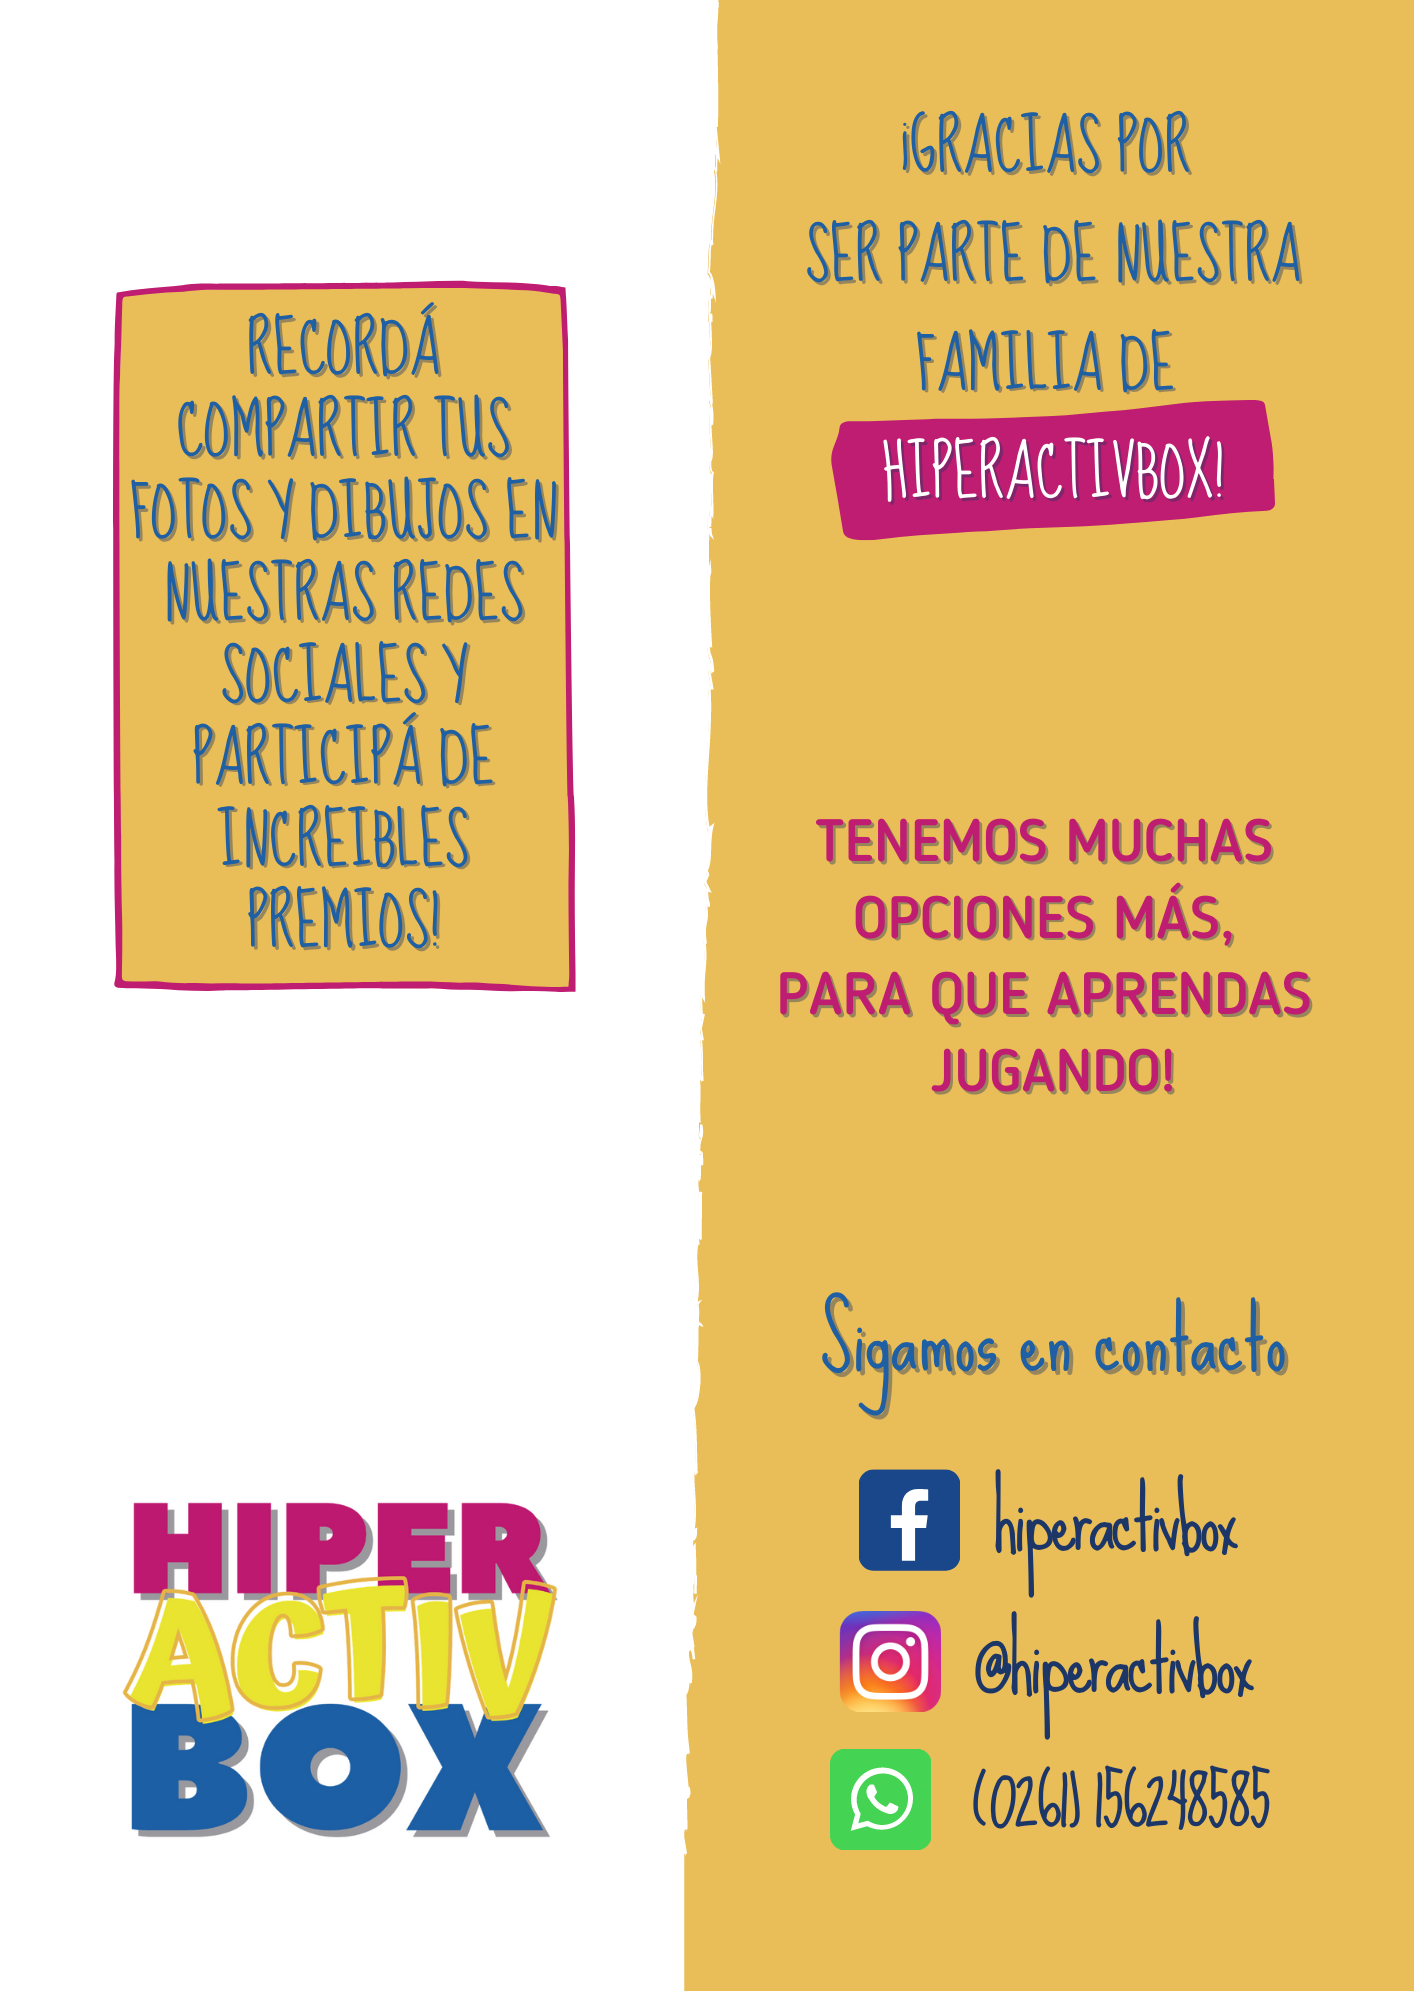 RECORDÁ
COMPARTIR TUS
FOTOS Y DIBUJOS EN
NUESTRAS REDES
SOCIALES Y
PARTICIPÁ DE
INCREIBLES
PREMIOS!
HIPER
ACTIV
BOX
¡GRACIAS POR
SER PARTE DE NUESTRA
FAMILIA DE
HIPERACTIVBOX!
TENEMOS MUCHAS
OPCIONES MÁS,
PARA QUE APRENDAS
JUGANDO!
Sigamos en contacto
hiperactivbox
@hiperactivbox
(0261) 156248585